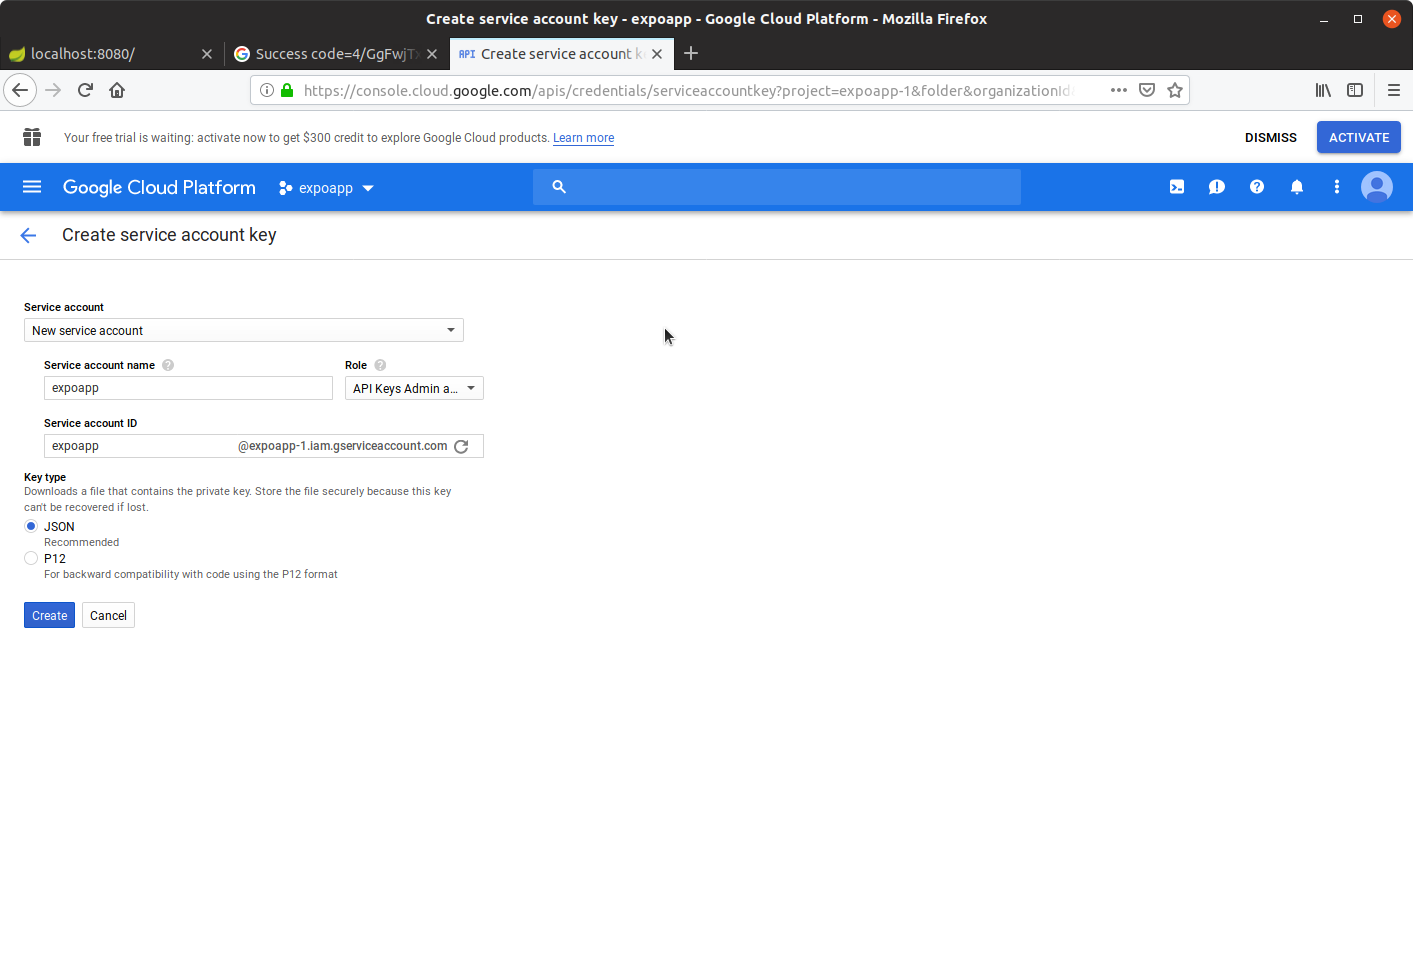 Create service account key - expoapp - Google Cloud Platform - Mozilla Firefox
localhost:8080/
Success code=4/GgFwjT
API Create service account k
https://console.cloud.google.com/apis/credentials/serviceaccountkey?project=expoapp-1&folder&organizationId
Your free trial is waiting: activate now to get $300 credit to explore Google Cloud products. Learn more
DISMISS
ACTIVATE
Google Cloud Platform
expoapp
Create service account key
Service account
New service account
Service account name
Role
expoapp
API Keys Admin a...
Service account ID
expoapp
@expoapp-1.iam.gserviceaccount.com
Key type
Downloads a file that contains the private key. Store the file securely because this key
can't be recovered if lost.
JSON
Recommended
P12
For backward compatibility with code using the P12 format
Create
Cancel